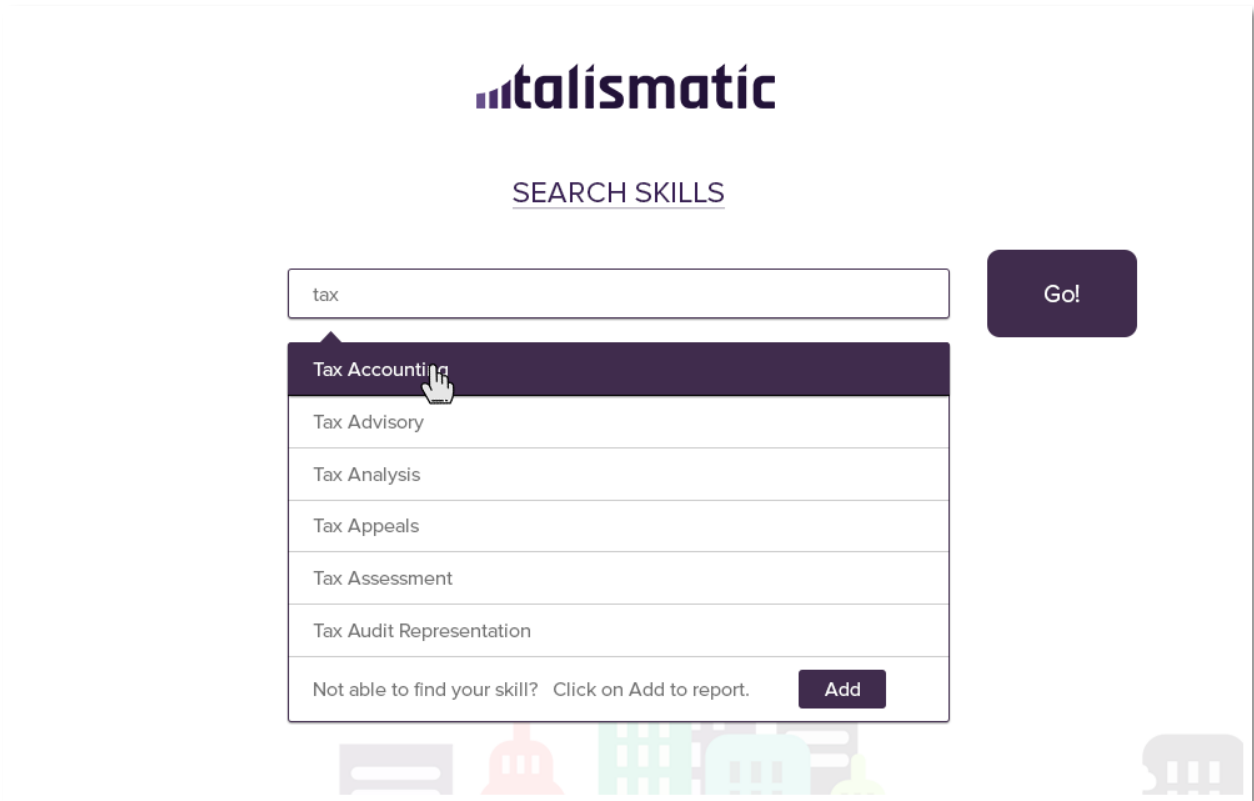 talismatic
SEARCH SKILLS
tax
Go!
Tax Accounting
Tax Advisory
Tax Analysis
Tax Appeals
Tax Assessment
Tax Audit Representation
Not able to find your skill? Click on Add to report. Add